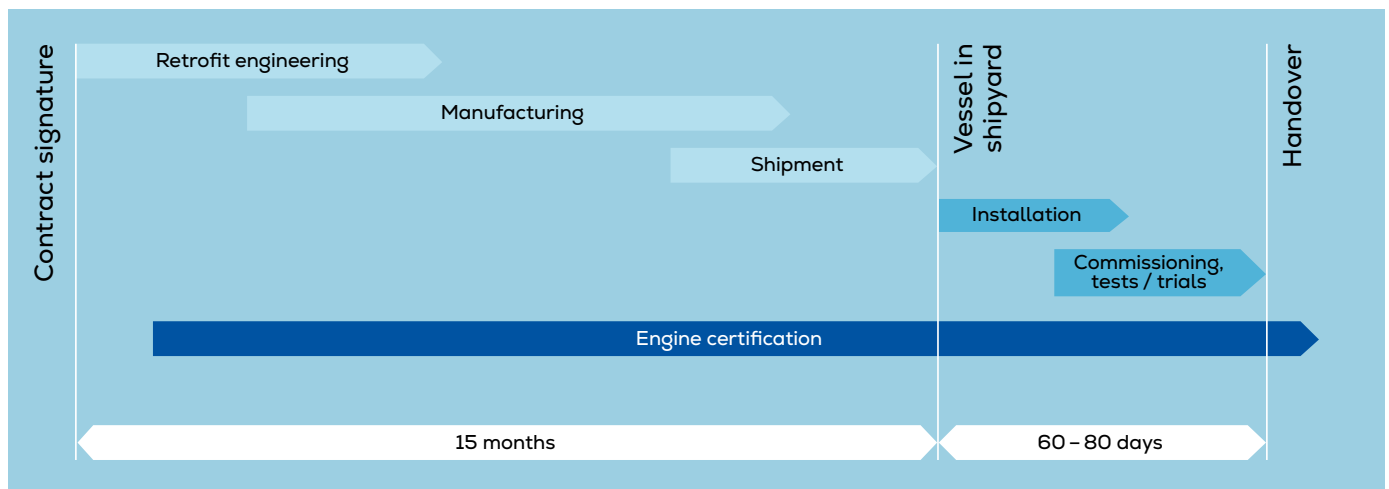 Contract signature
Retrofit engineering
Manufacturing
Shipment
Vessel in
shipyard
Installation
Commissioning,
tests / trials
Handover
Engine certification
15 months
60 – 80 days